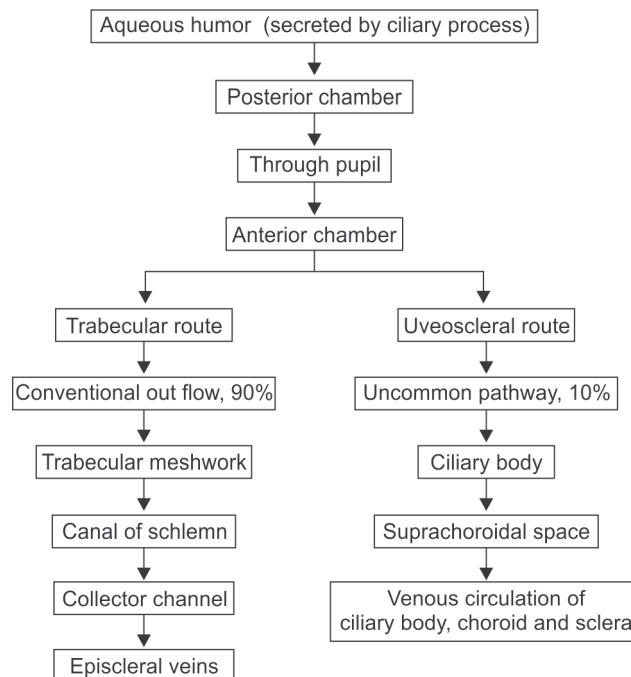 Aqueous humor (secreted by ciliary process)
Posterior chamber
Through pupil
Anterior chamber
Trabecular route
Conventional out flow, 90%
Trabecular meshwork
Canal of schlemn
Collector channel
Episcleral veins
Uveoscleral route
Uncommon pathway, 10%
Ciliary body
Suprachoroidal space
Venous circulation of
ciliary body, choroid and sclera